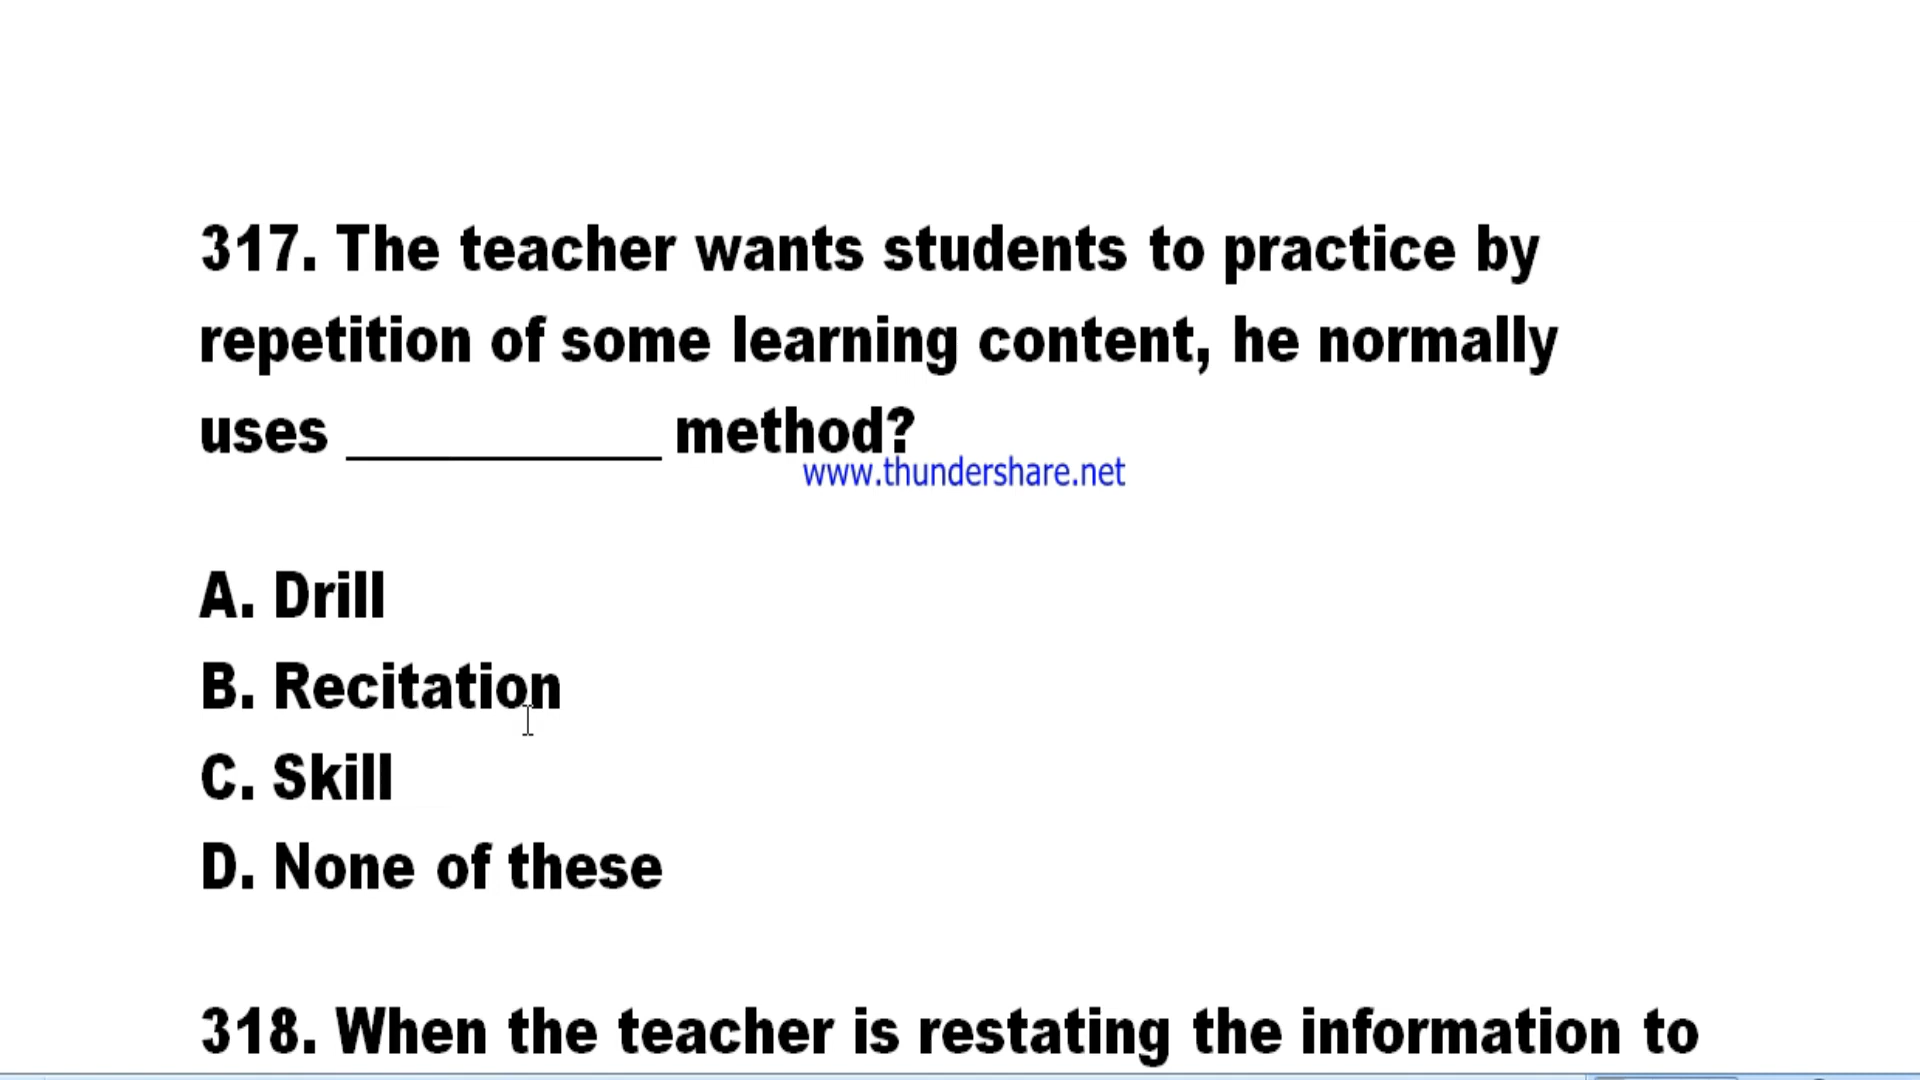 317. The teacher wants students to practice by
repetition of some learning content, he normally
uses __________ method?
www.thundershare.net
A. Drill
B. Recitation
C. Skill
D. None of these
318. When the teacher is restating the information to